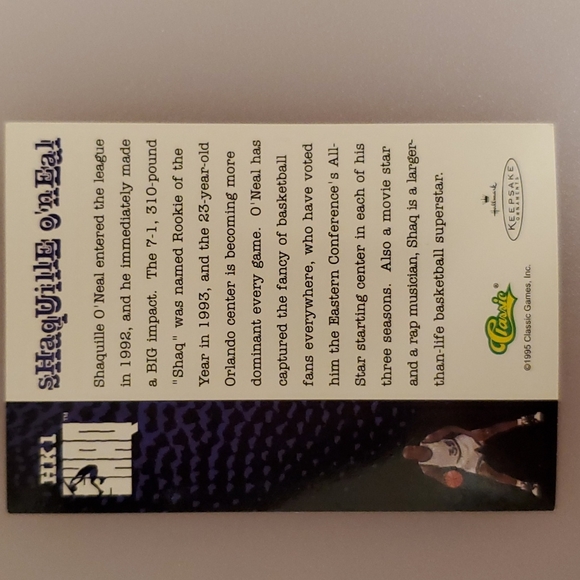 HK1
SHAQ™
sHaqUillE o'nEal
Shaquille O'Neal entered the league
in 1992, and he immediately made
a BIG impact. The 7-1, 310-pound
"Shaq" was named Rookie of the
Year in 1993, and the 23-year-old
Orlando center is becoming more
dominant every game. O'Neal has
captured the fancy of basketball
fans everywhere, who have voted
him the Eastern Conference's All-
Star starting center in each of his
three seasons. Also a movie star
and a rap musician, Shaq is a larger-
than-life basketball superstar.
Classic®
©1995 Classic Games, Inc.
Hallmark
KEEPSAKE
ORNAMENTS